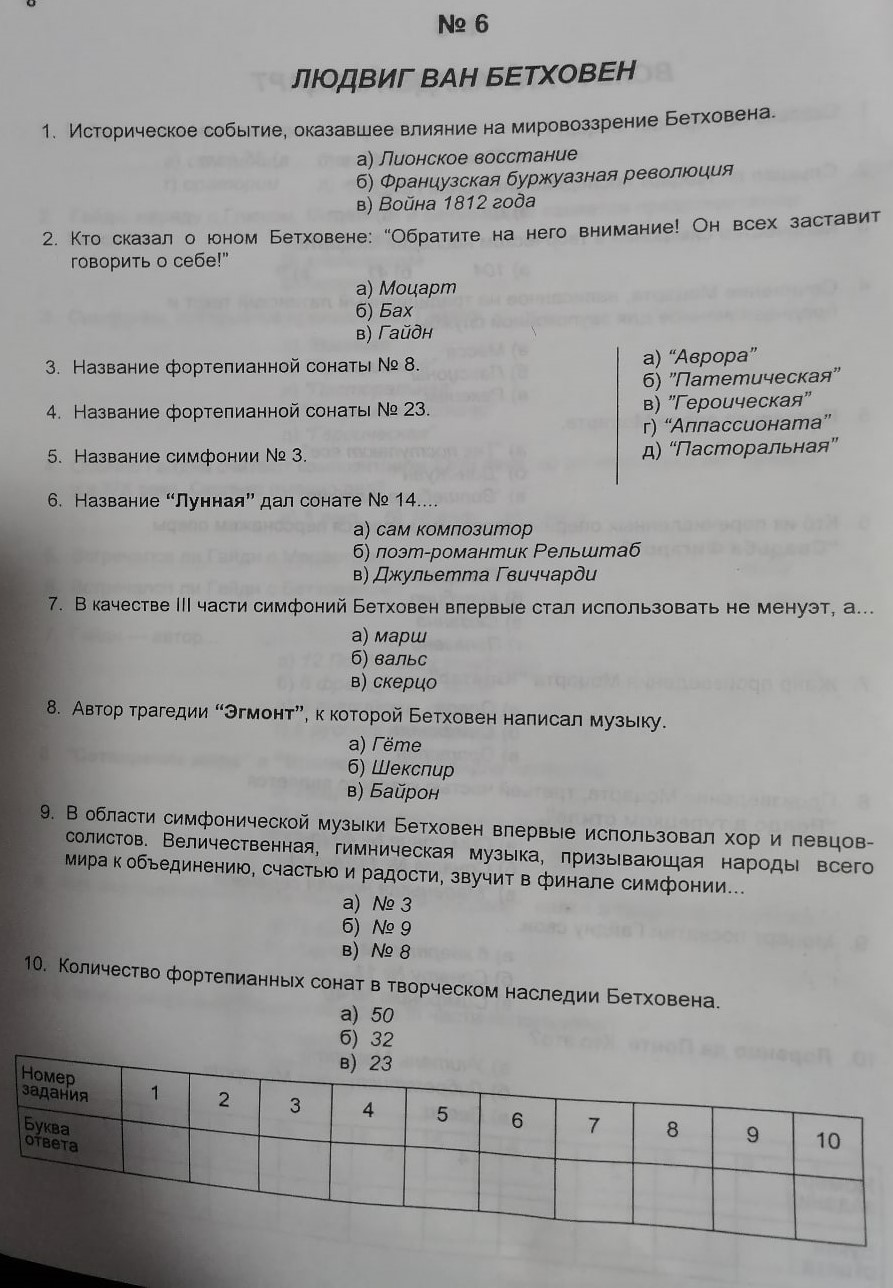 № 6
ЛЮДВИГ ВАН БЕТХОВЕН
1. Историческое событие, оказавшее влияние на мировоззрение Бетховена.
а) Лионское восстание
б) Французская буржуазная революция
в) Война 1812 года
2. Кто сказал о юном Бетховене: “Обратите на него внимание! Он всех заставит
говорить о себе!”
а) Моцарт
б) Бах
в) Гайдн
3. Название фортепианной сонаты № 8.
4. Название фортепианной сонаты № 23.
5. Название симфонии № 3.
а) “Аврора”
б) ”Патетическая”
в) ”Героическая”
г) “Аппассионата”
д) “Пасторальная”
6. Название “Лунная” дал сонате № 14....
а) сам композитор
б) поэт-романтик Рельштаб
в) Джульетта Гвиччарди
7. В качестве III части симфоний Бетховен впервые стал использовать не менуэт, а...
а) марш
б) вальс
в) скерцо
8. Автор трагедии “Эгмонт”, к которой Бетховен написал музыку.
а) Гёте
б) Шекспир
в) Байрон
9. В области симфонической музыки Бетховен впервые использовал хор и певцов-
солистов. Величественная, гимническая музыка, призывающая народы всего
мира к объединению, счастью и радости, звучит в финале симфонии...
а) № 3
б) № 9
в) № 8
10. Количество фортепианных сонат в творческом наследии Бетховена.
а) 50
б) 32
в) 23
Номер
задания
1 2 3 4 5 6 7 8 9 10
Буква
ответа